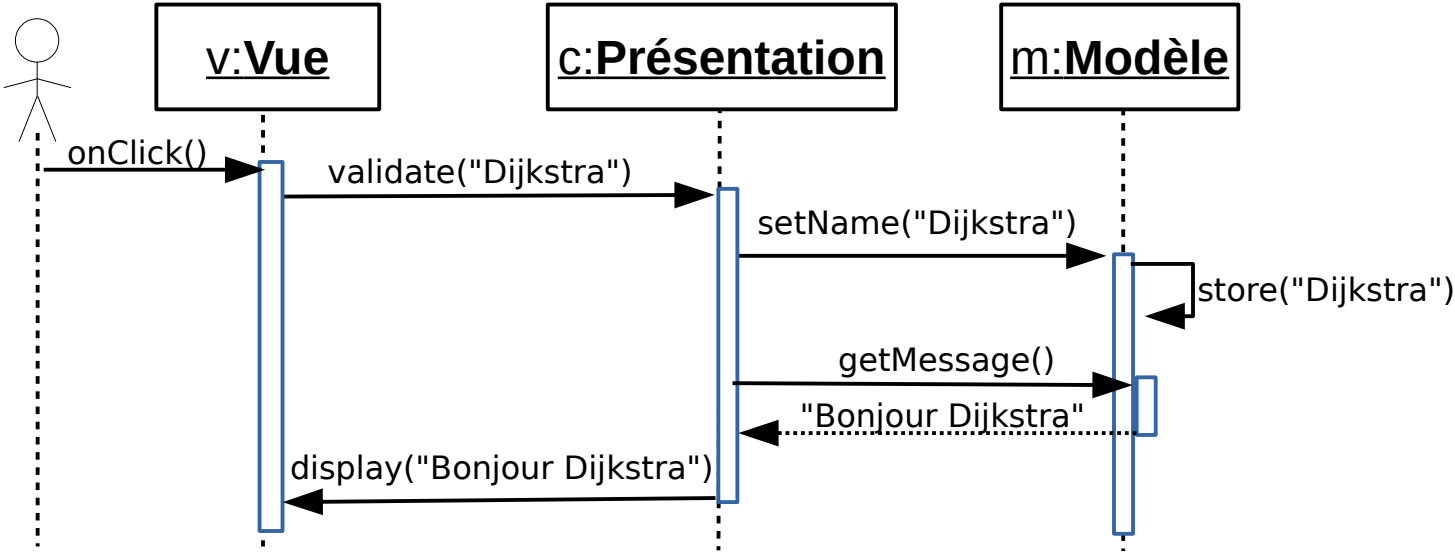 v:Vue
c:Présentation
m:Modèle
onClick()
validate("Dijkstra")
setName("Dijkstra")
store("Dijkstra")
getMessage()
"Bonjour Dijkstra"
display("Bonjour Dijkstra")